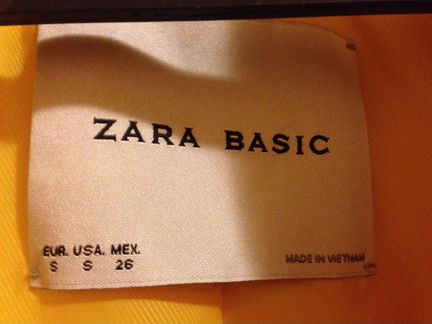 ZARA BASIC
EUR. USA. MEX.
S S 26
MADE IN VIETNAM